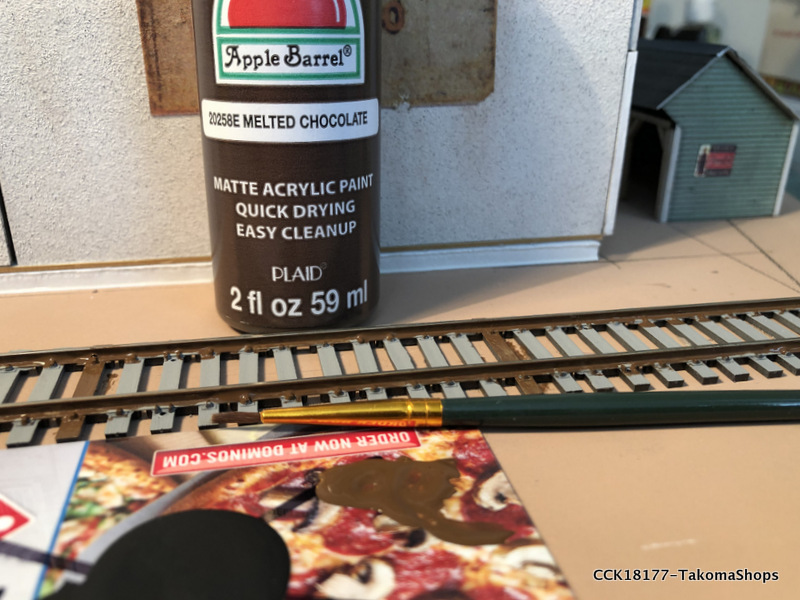 Apple Barrel®
20258E MELTED CHOCOLATE
MATTE ACRYLIC PAINT
QUICK DRYING
EASY CLEANUP
PLAID®
2 fl oz 59 ml
ORDER NOW AT DOMINOS.COM
CCK18177-TakomaShops